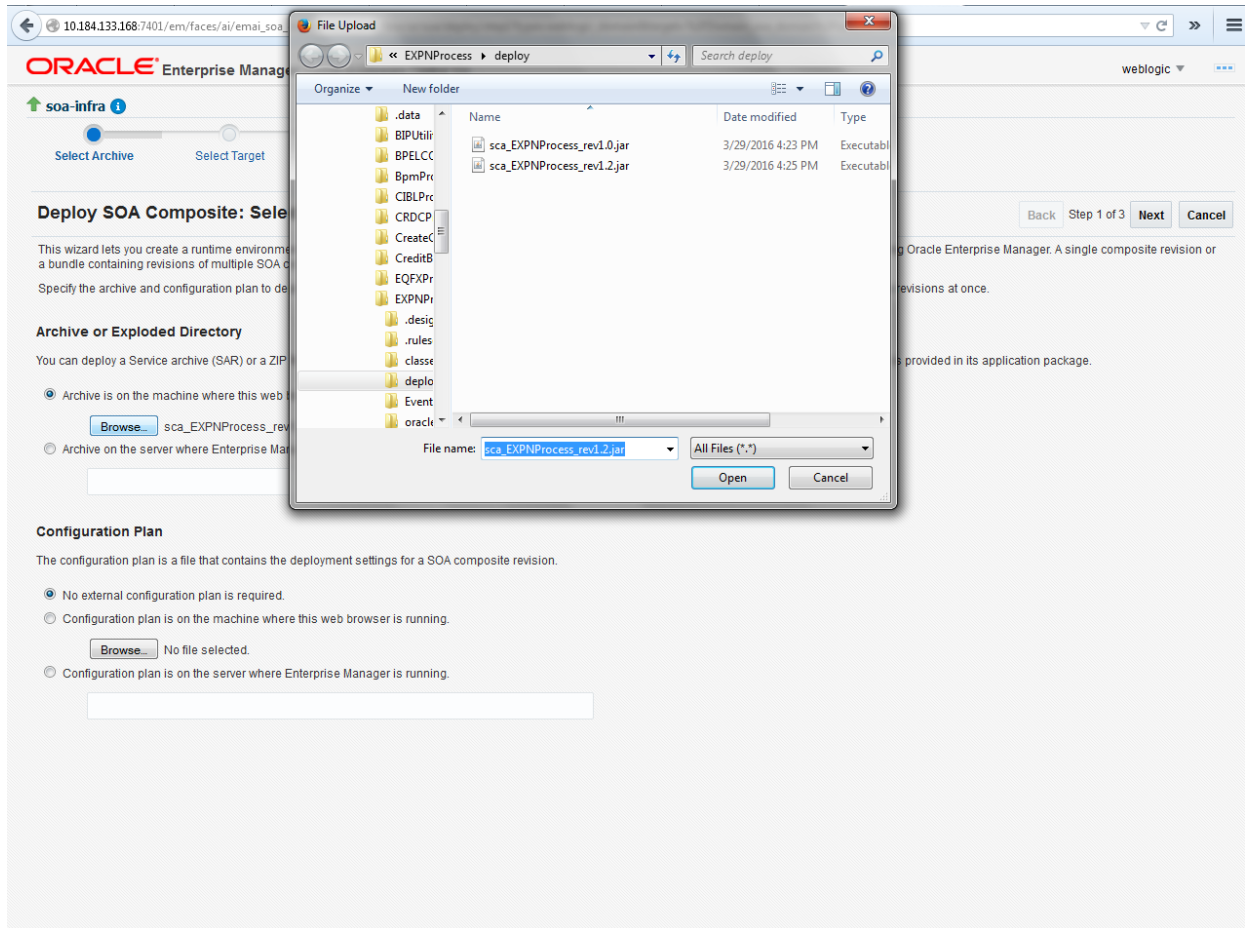 10.184.133.168:7401/em/faces/ai/emai_soa_
File Upload
ORACLE Enterprise Manage
weblogic
soa-infra
Select Archive
Select Target
« EXPNProcess deploy
Search deploy
Organize New folder
.data
BIPUtili
BPELCC
BpmPro
CIBLPro
CRDCP
CreateC
CreditB
EQFXPr
EXPNPr
.desig
.rules
classe
deplo
Event
oracle
Name Date modified Type
sca_EXPNProcess_rev1.0.jar 3/29/2016 4:23 PM Executabl
sca_EXPNProcess_rev1.2.jar 3/29/2016 4:25 PM Executabl
File name: sca_EXPNProcess_rev1.2.jar All Files (*.*)
Open Cancel
Deploy SOA Composite: Sele
Back Step 1 of 3 Next Cancel
This wizard lets you create a runtime environme g Oracle Enterprise Manager. A single composite revision or
a bundle containing revisions of multiple SOA c
Specify the archive and configuration plan to de revisions at once.
Archive or Exploded Directory
You can deploy a Service archive (SAR) or a ZIP s provided in its application package.
Archive is on the machine where this web
Browse... sca_EXPNProcess_rev
Archive on the server where Enterprise Man
Configuration Plan
The configuration plan is a file that contains the deployment settings for a SOA composite revision.
No external configuration plan is required.
Configuration plan is on the machine where this web browser is running.
Browse... No file selected.
Configuration plan is on the server where Enterprise Manager is running.